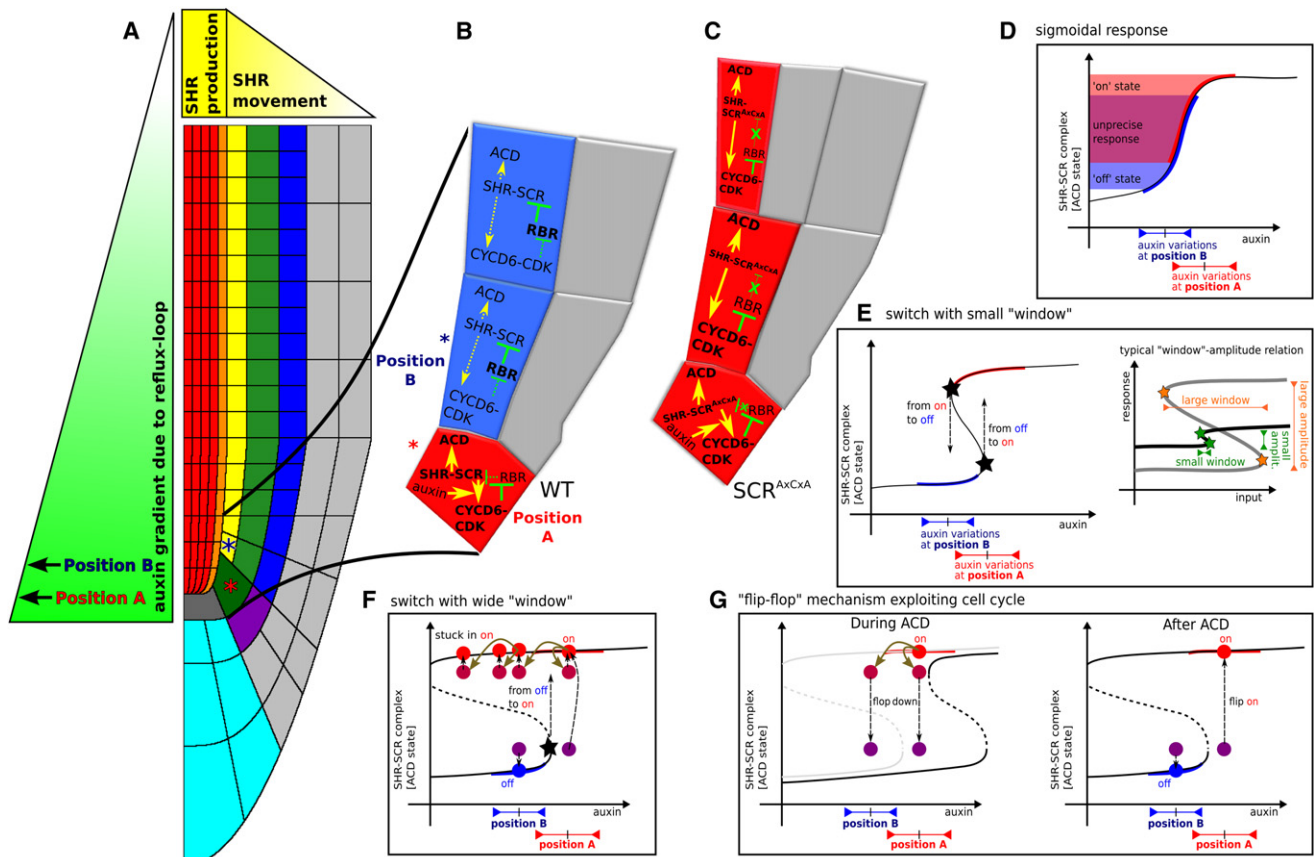 A
SHR
production
SHR
movement
auxin gradient due to reflux-loop
Position B
Position A
*
*
B
ACD
SHR-SCR
RBR
CYCD6-CDK
ACD
SHR-SCR
RBR
CYCD6-
CDK
*
Position
B
*
ACD
SHR-SCR
RBR
auxin
CYCD6-
CDK
WT
Position
A
C
ACD
SHR-
SCRAxCxA
x
RBR
CYCD6-
CDK
ACD
SHR-SCRAxCxA
x
RBR
CYCD6-
CDK
ACD
SHR-SCRAxCxA
x
RBR
auxin
CYCD6-
CDK
SCRAxCxA
D sigmoidal response
SHR-SCR complex
[ACD state]
'on' state
unprecise
response
'off' state
auxin
auxin variations
at position B
auxin variations
at position A
E switch with small "window"
SHR-SCR complex
[ACD state]
from on
to off
from off
to on
auxin
auxin variations
at position B
auxin variations
at position A
typical "window"-amplitude relation
response
large window
small window
small
amplit.
large amplitude
input
F switch with wide "window"
SHR-SCR complex
[ACD state]
stuck in on
on
from off
to on
off
auxin
position B
position A
G "flip-flop" mechanism exploiting cell cycle
During ACD
SHR-SCR complex
[ACD state]
on
flop down
auxin
position B
position A
After ACD
SHR-SCR complex
[ACD state]
on
flip on
off
auxin
position B
position A